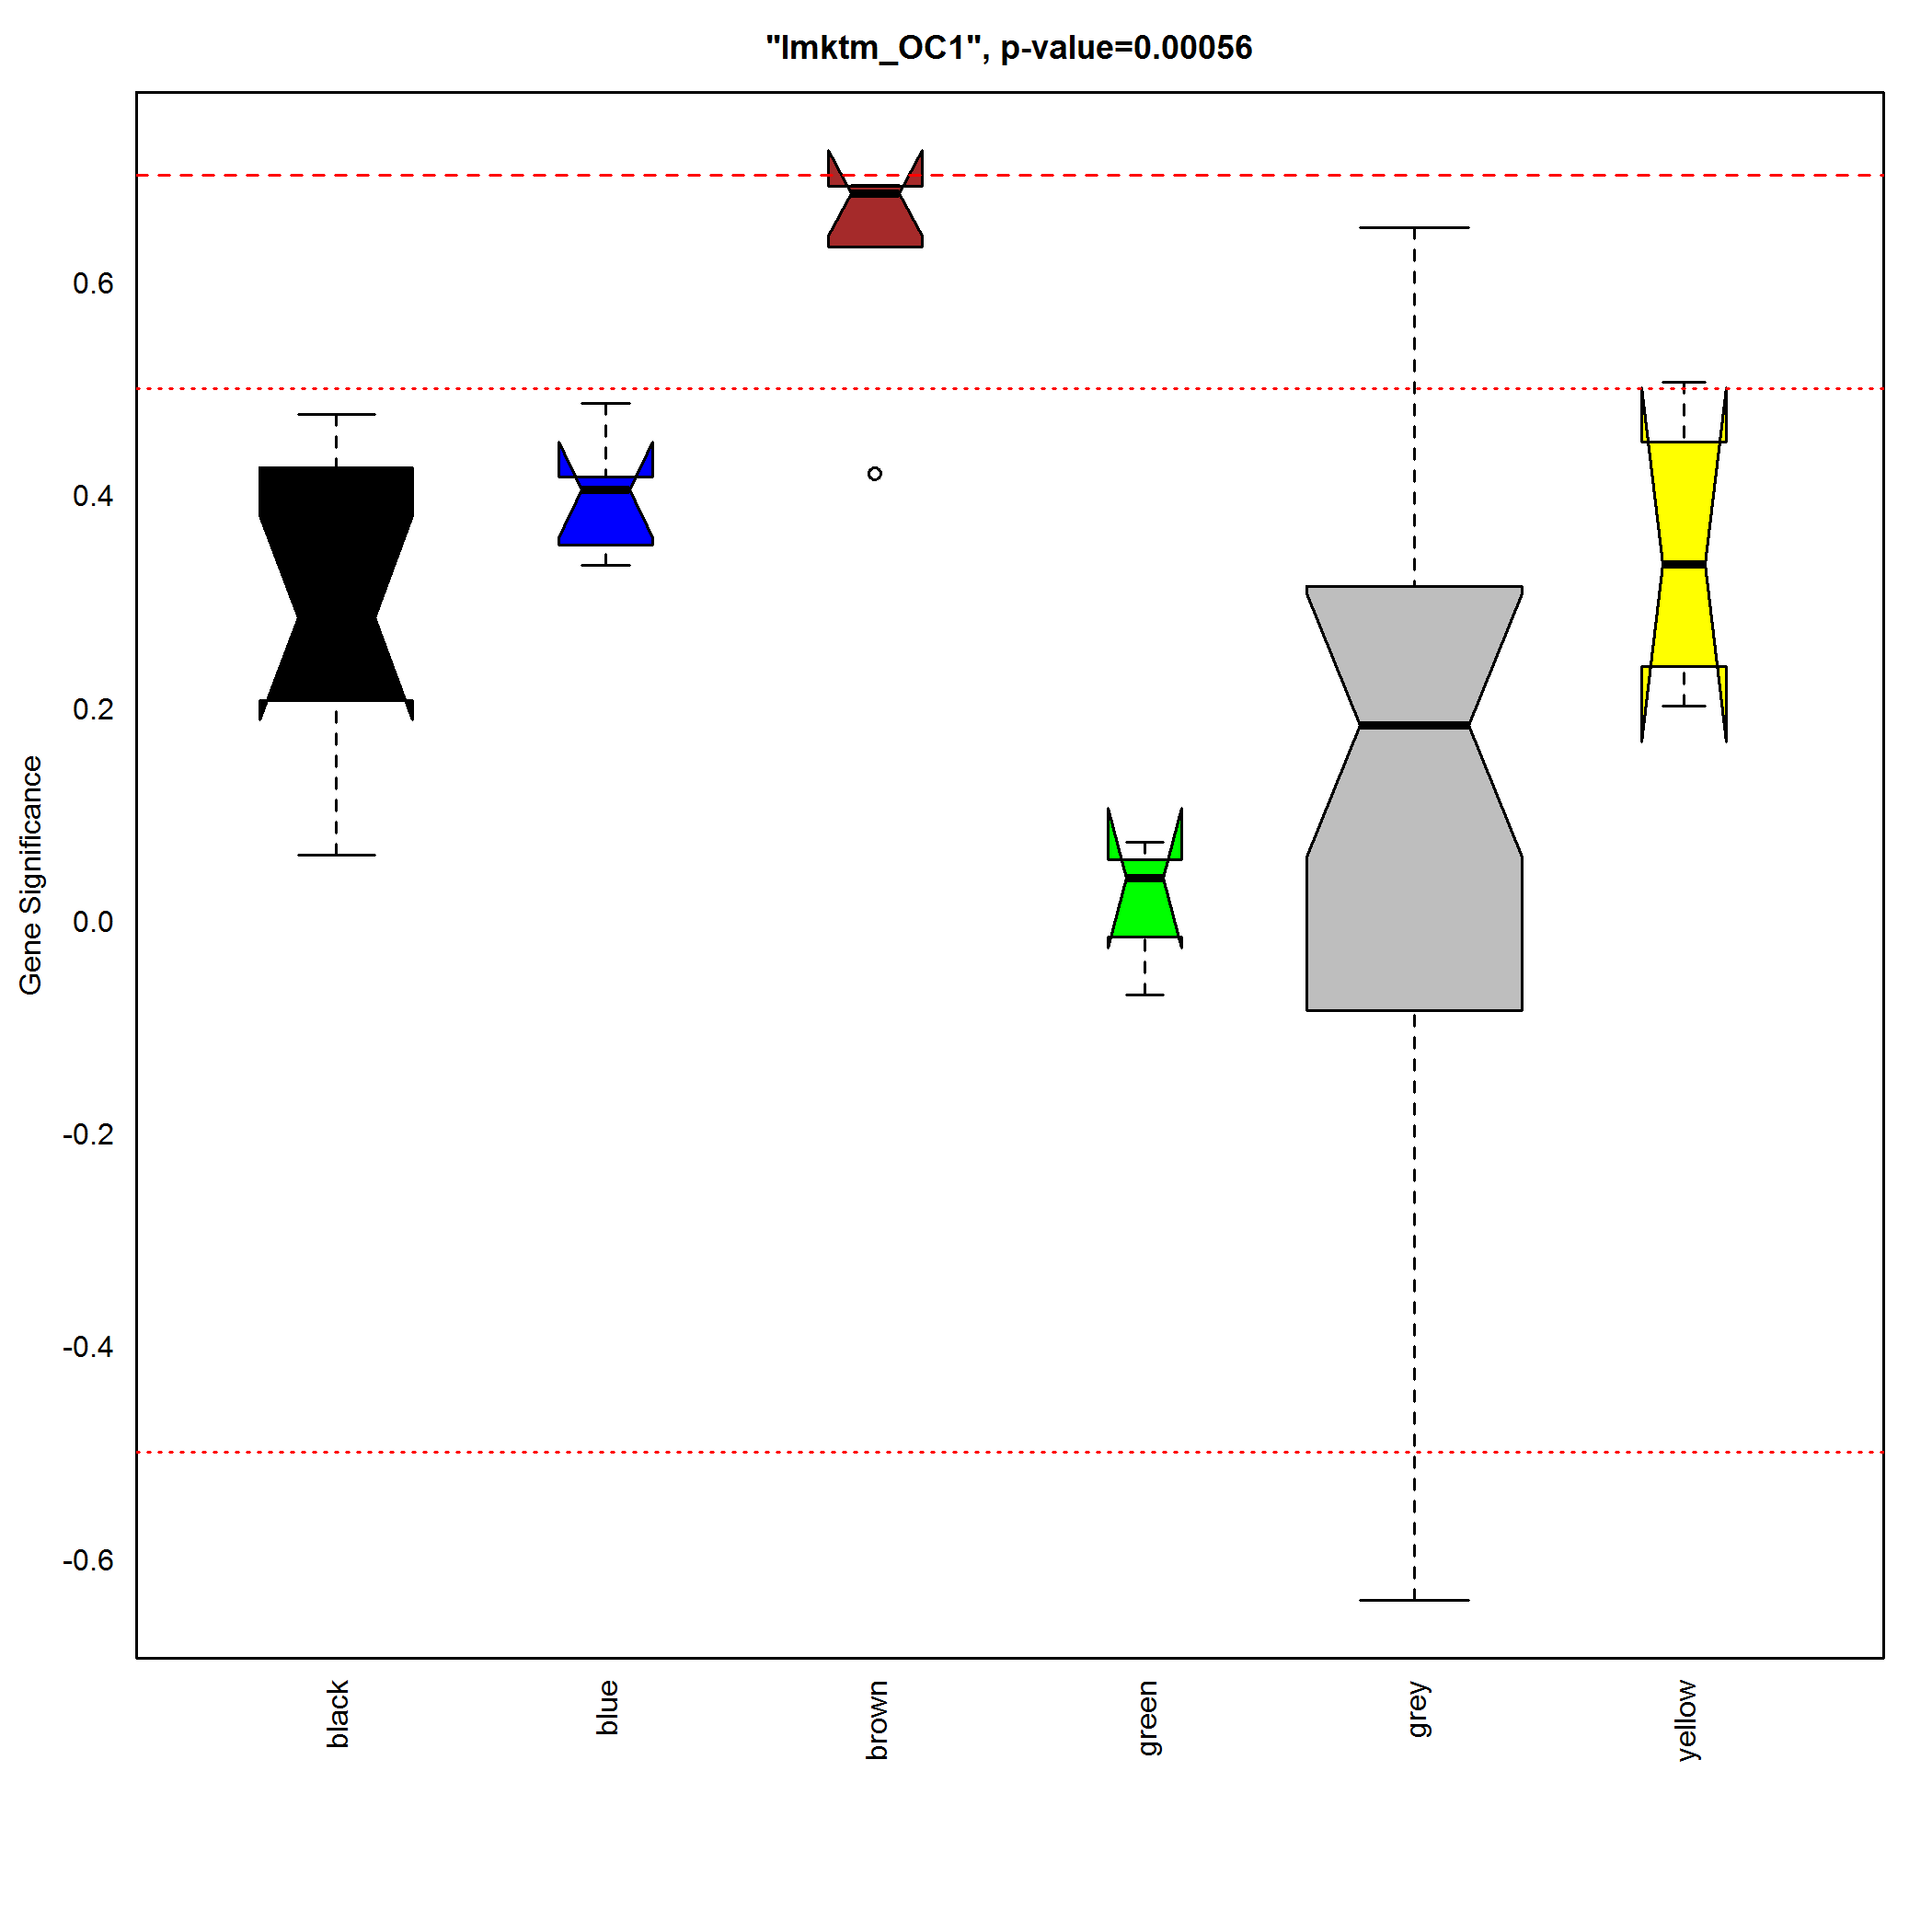 "lmktm_OC1", p-value=0.00056
Gene Significance
0.6
0.4
0.2
0.0
-0.2
-0.4
-0.6
black
blue
brown
green
grey
yellow